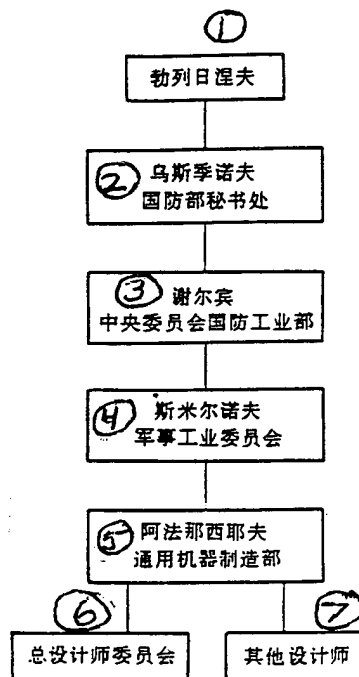 ①
勃列日涅夫
② 乌斯季诺夫
国防部秘书处
③ 谢尔宾
中央委员会国防工业部
④ 斯米尔诺夫
军事工业委员会
⑤ 阿法那西耶夫
通用机器制造部
⑥
总设计师委员会
⑦
其他设计师